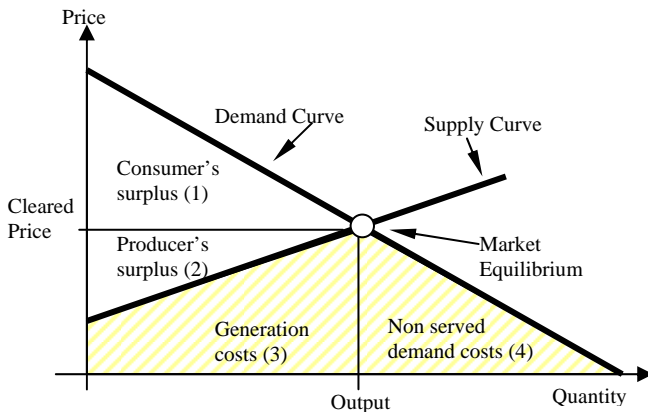 Price
Demand Curve
Supply Curve
Consumer's
surplus (1)
Cleared
Price
Producer's
surplus (2)
Market
Equilibrium
Generation
costs (3)
Non served
demand costs (4)
Output
Quantity